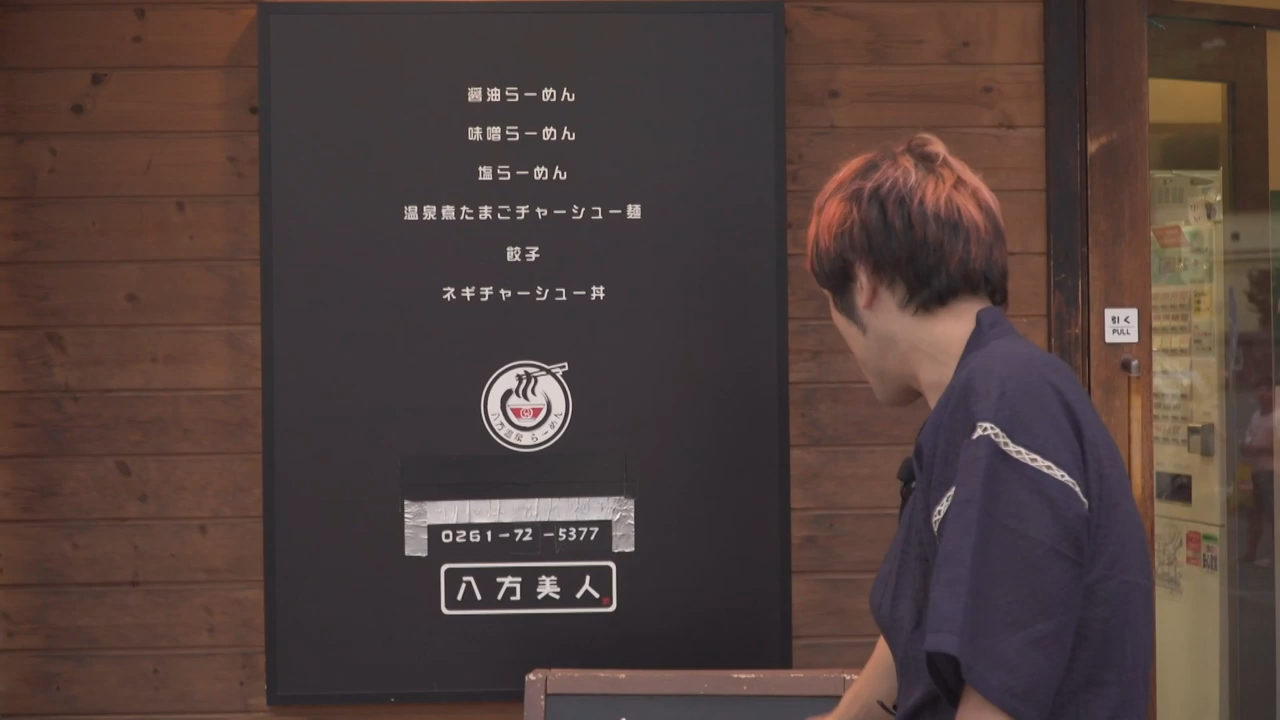 醤油らーめん
味噌らーめん
塩らーめん
温泉煮たまごチャーシュー麺
餃子
ネギチャーシュー丼
八方温泉 らーめん
0261-72-5377
八方美人
引く
PULL